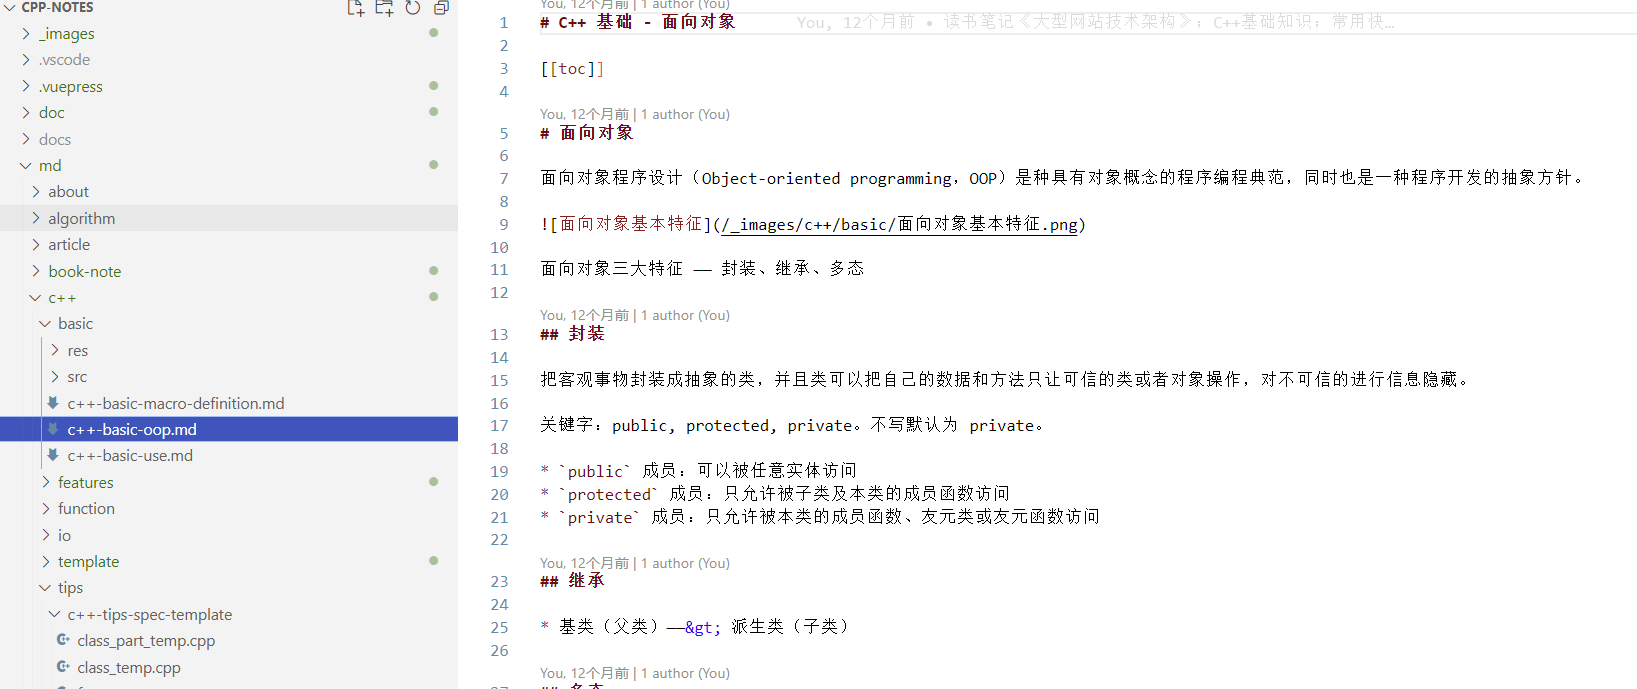 CPP-NOTES
_images
.vscode
.vuepress
doc
docs
md
about
algorithm
article
book-note
c++
basic
res
src
c++-basic-macro-definition.md
c++-basic-oop.md
c++-basic-use.md
features
function
io
template
tips
c++-tips-spec-template
class_part_temp.cpp
class_temp.cpp
You, 12个月前 | 1 author (You)
1 # C++ 基础 - 面向对象 You, 12个月前 • 读书笔记《大型网站技术架构》；C++基础知识；常用快…
2
3 [[toc]]
4
You, 12个月前 | 1 author (You)
5 # 面向对象
6
7 面向对象程序设计（Object-oriented programming，OOP）是种具有对象概念的程序编程典范，同时也是一种程序开发的抽象方针。
8
9 ![面向对象基本特征](/_images/c++/basic/面向对象基本特征.png)
10
11 面向对象三大特征 —— 封装、继承、多态
12
You, 12个月前 | 1 author (You)
13 ## 封装
14
15 把客观事物封装成抽象的类，并且类可以把自己的数据和方法只让可信的类或者对象操作，对不可信的进行信息隐藏。
16
17 关键字：public, protected, private。不写默认为 private。
18
19 * `public` 成员：可以被任意实体访问
20 * `protected` 成员：只允许被子类及本类的成员函数访问
21 * `private` 成员：只允许被本类的成员函数、友元类或友元函数访问
22
You, 12个月前 | 1 author (You)
23 ## 继承
24
25 * 基类（父类）——&gt; 派生类（子类）
26
You, 12个月前 | 1 author (You)
27 ## 多态